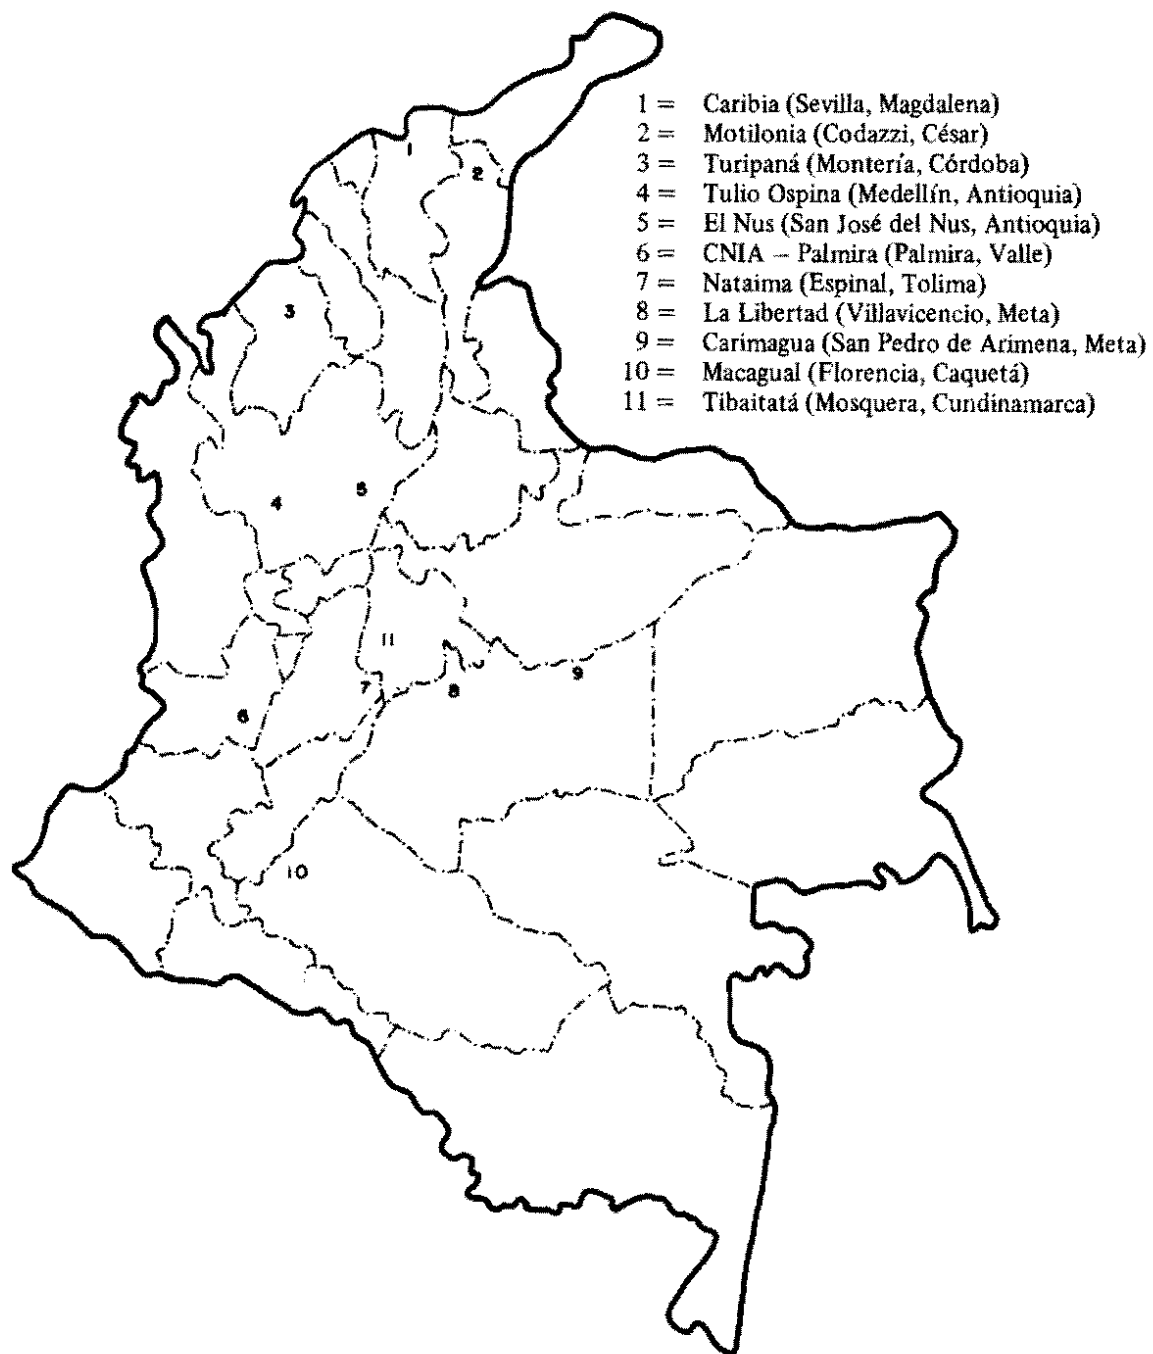 1 = Caribia (Sevilla, Magdalena)
2 = Motilonia (Codazzi, César)
3 = Turipaná (Montería, Córdoba)
4 = Tulio Ospina (Medellín, Antioquia)
5 = El Nus (San José del Nus, Antioquia)
6 = CNIA – Palmira (Palmira, Valle)
7 = Nataima (Espinal, Tolima)
8 = La Libertad (Villavicencio, Meta)
9 = Carimagua (San Pedro de Arimena, Meta)
10 = Macagual (Florencia, Caquetá)
11 = Tibaitatá (Mosquera, Cundinamarca)
1
2
3
4
5
11
9
7
8
6
10